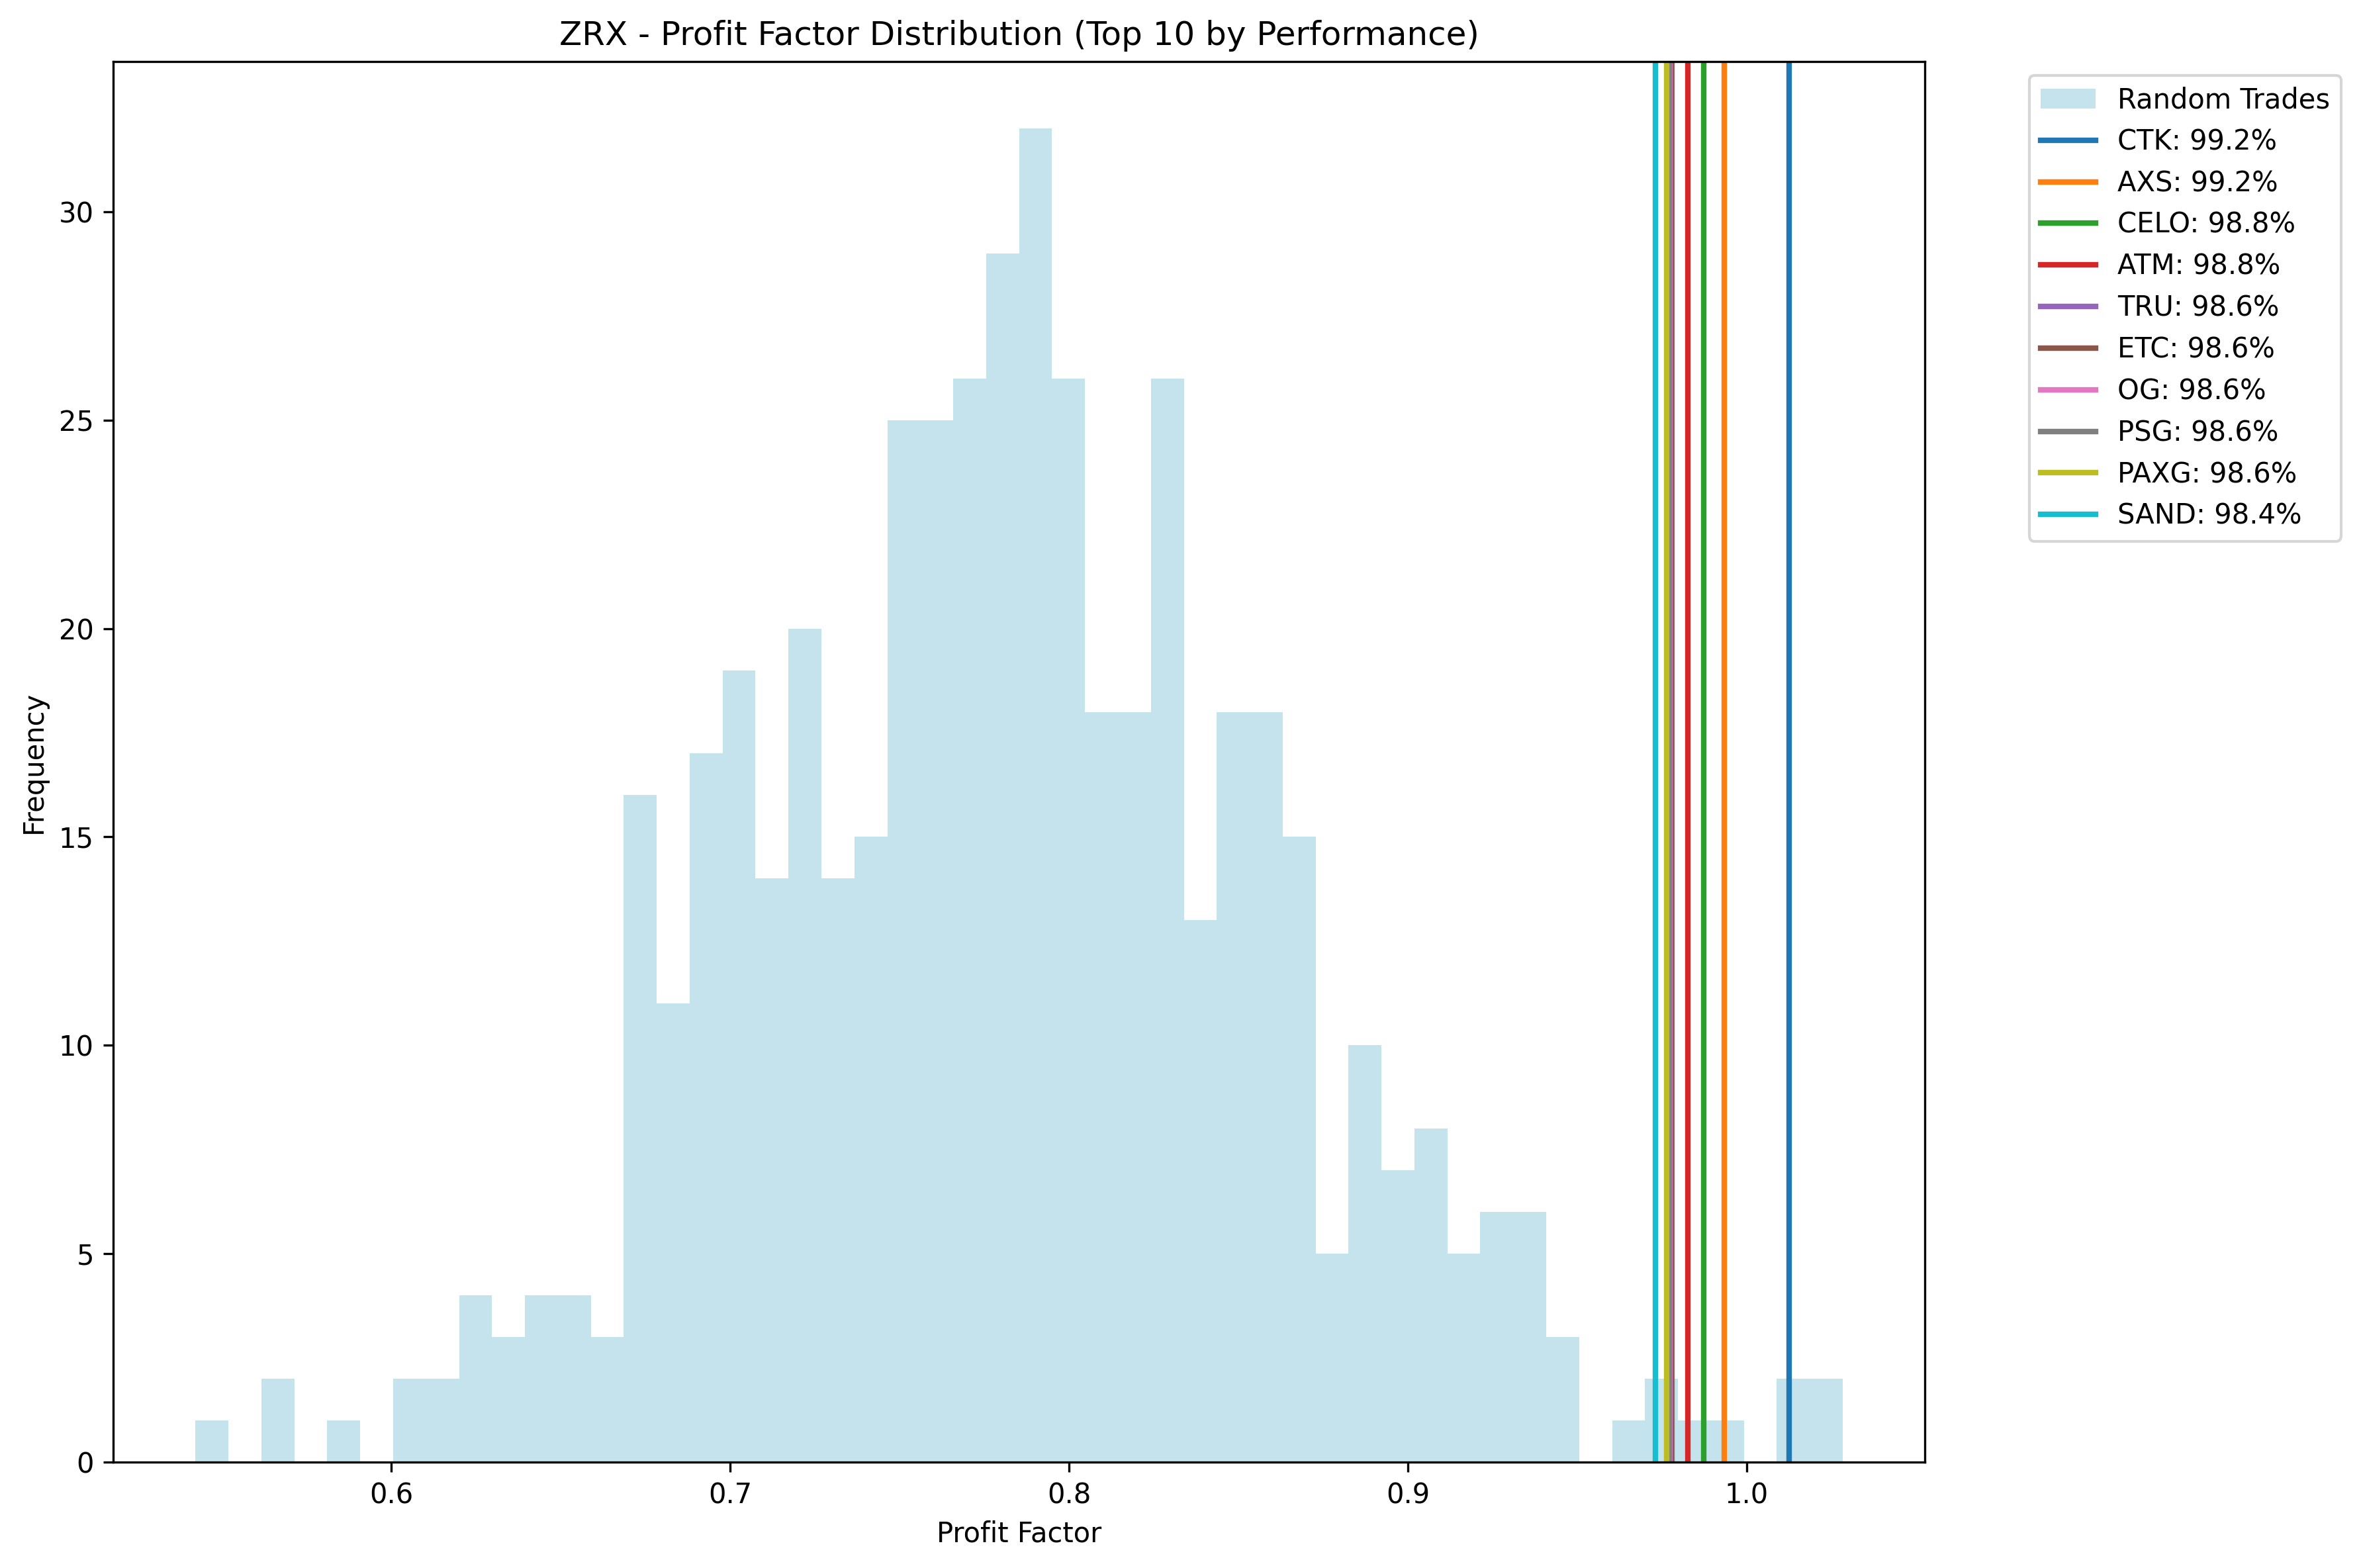 ZRX - Profit Factor Distribution (Top 10 by Performance)
Random Trades
CTK: 99.2%
AXS: 99.2%
CELO: 98.8%
ATM: 98.8%
TRU: 98.6%
ETC: 98.6%
OG: 98.6%
PSG: 98.6%
PAXG: 98.6%
SAND: 98.4%
Frequency
30
25
20
15
10
5
0
0.6 0.7 0.8 0.9 1.0
Profit Factor